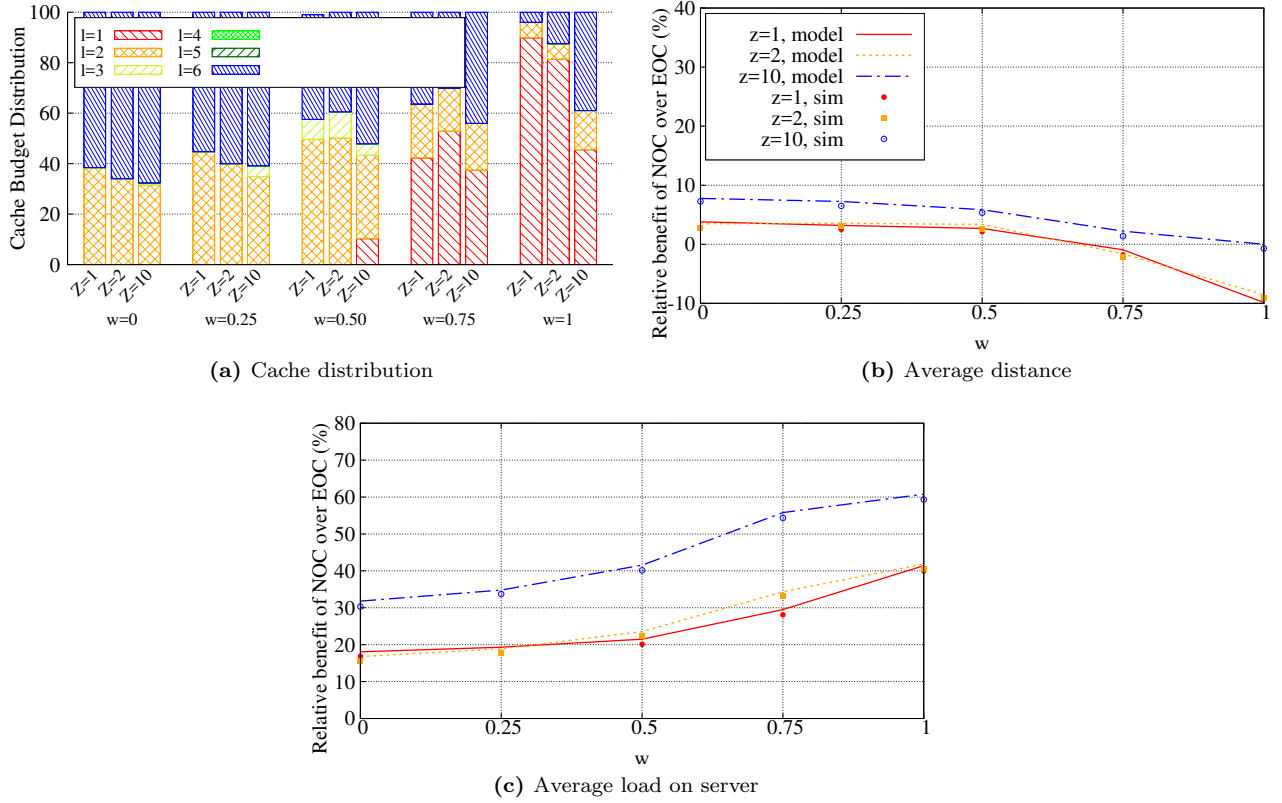 Cache Budget Distribution
100
80
60
40
20
0
l=1
l=2
l=3
l=4
l=5
l=6
Z=1 Z=2 Z=10 Z=1 Z=2 Z=10 Z=1 Z=2 Z=10 Z=1 Z=2 Z=10 Z=1 Z=2 Z=10
w=0 w=0.25 w=0.50 w=0.75 w=1
(a) Cache distribution
Relative benefit of NOC over EOC (%)
40
30
20
10
0
-10
z=1, model
z=2, model
z=10, model
z=1, sim
z=2, sim
z=10, sim
0 0.25 0.5 0.75 1
w
(b) Average distance
Relative benefit of NOC over EOC (%)
80
70
60
50
40
30
20
10
0
0 0.25 0.5 0.75 1
w
(c) Average load on server